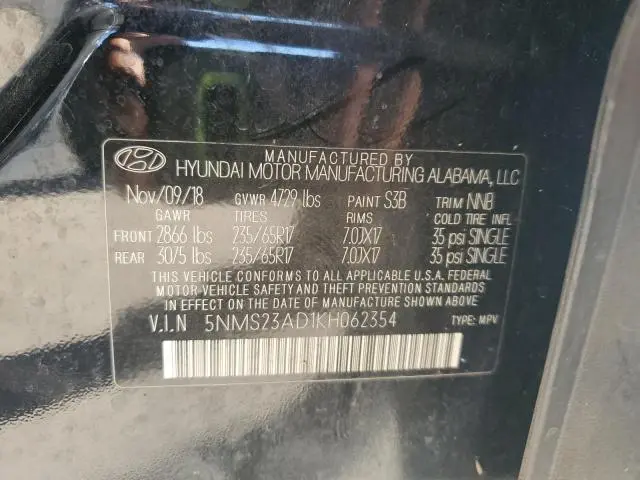 MANUFACTURED BY
HYUNDAI MOTOR MANUFACTURING ALABAMA, LLC
Nov/09/18 GVWR 4729 lbs PAINT S3B TRIM NNB
GAWR TIRES RIMS COLD TIRE INFL
FRONT 2866 lbs 235/65R17 7.0JX17 35 psi SINGLE
REAR 3075 lbs 235/65R17 7.0JX17 35 psi SINGLE
THIS VEHICLE CONFORMS TO ALL APPLICABLE U.S.A. FEDERAL
MOTOR VEHICLE SAFETY AND THEFT PREVENTION STANDARDS
IN EFFECT ON THE DATE OF MANUFACTURE SHOWN ABOVE.
V.I.N 5NMS23AD1KH062354 TYPE: MPV